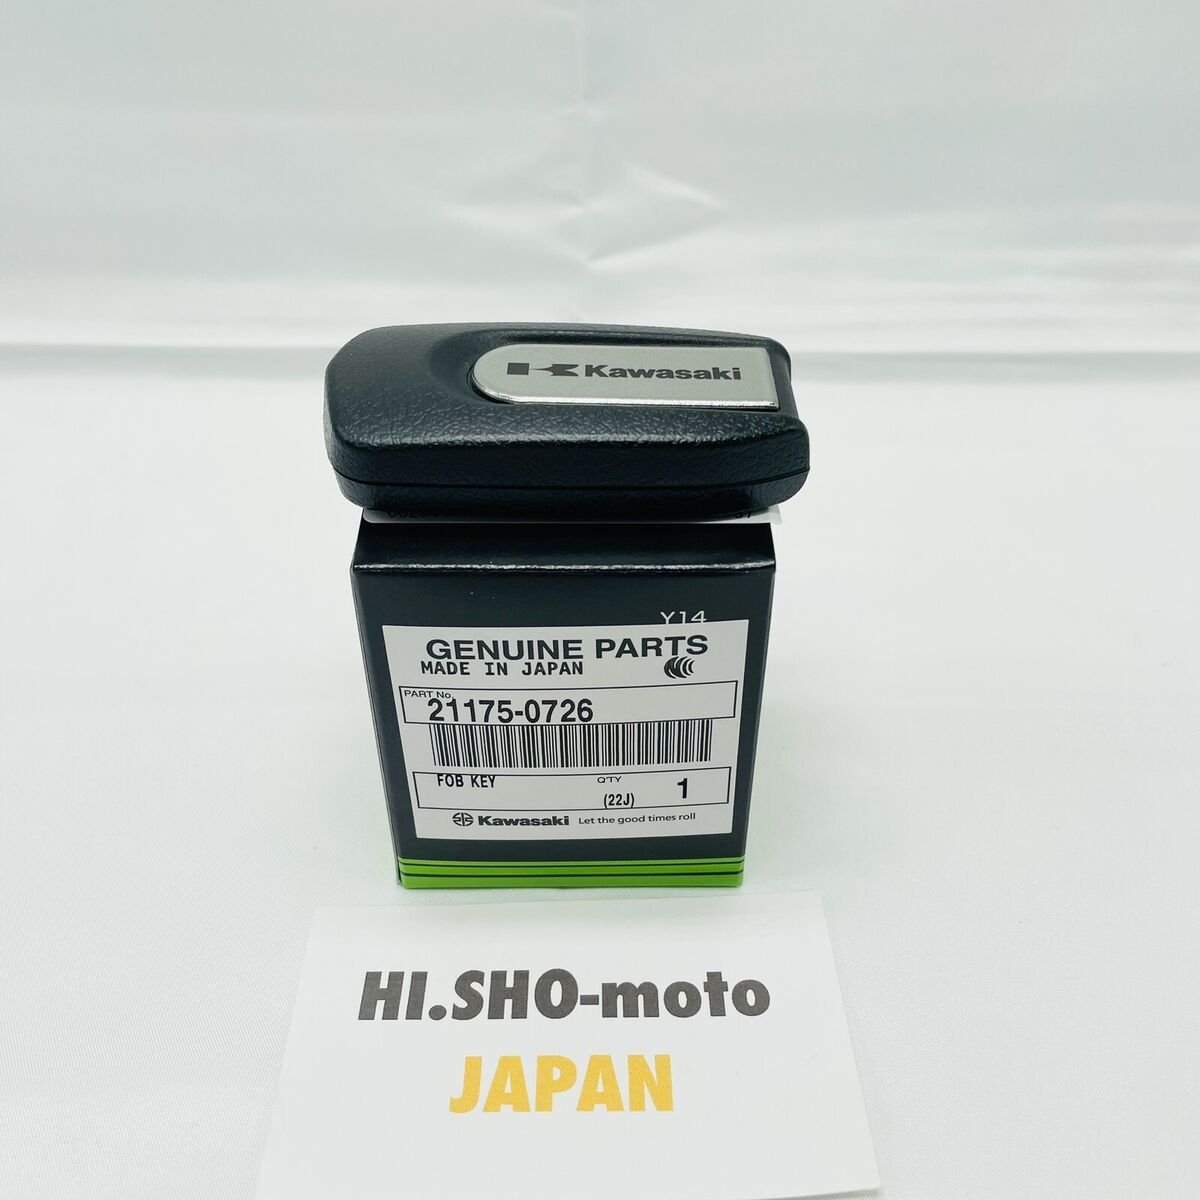 Kawasaki
Y14
GENUINE PARTS
MADE IN JAPAN
PART No.
21175-0726
FOB KEY
Q'TY
(22J)
1
Kawasaki Let the good times roll
HI.SHO-moto
JAPAN